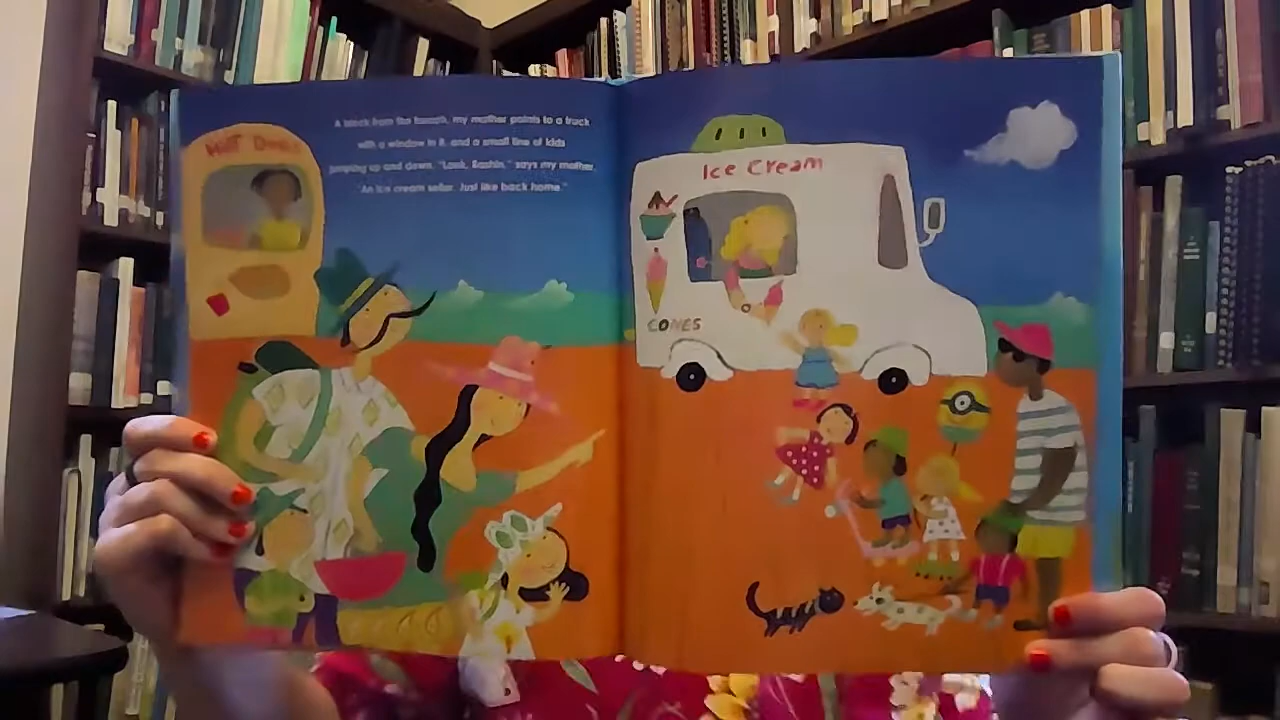 Hot Dogs
A block from the beach, my mother points to a truck
with a window in it and a small line of kids
jumping up and down. "Look, Rashin," says my mother.
"An ice cream seller. Just like back home."
Ice Cream
CONES